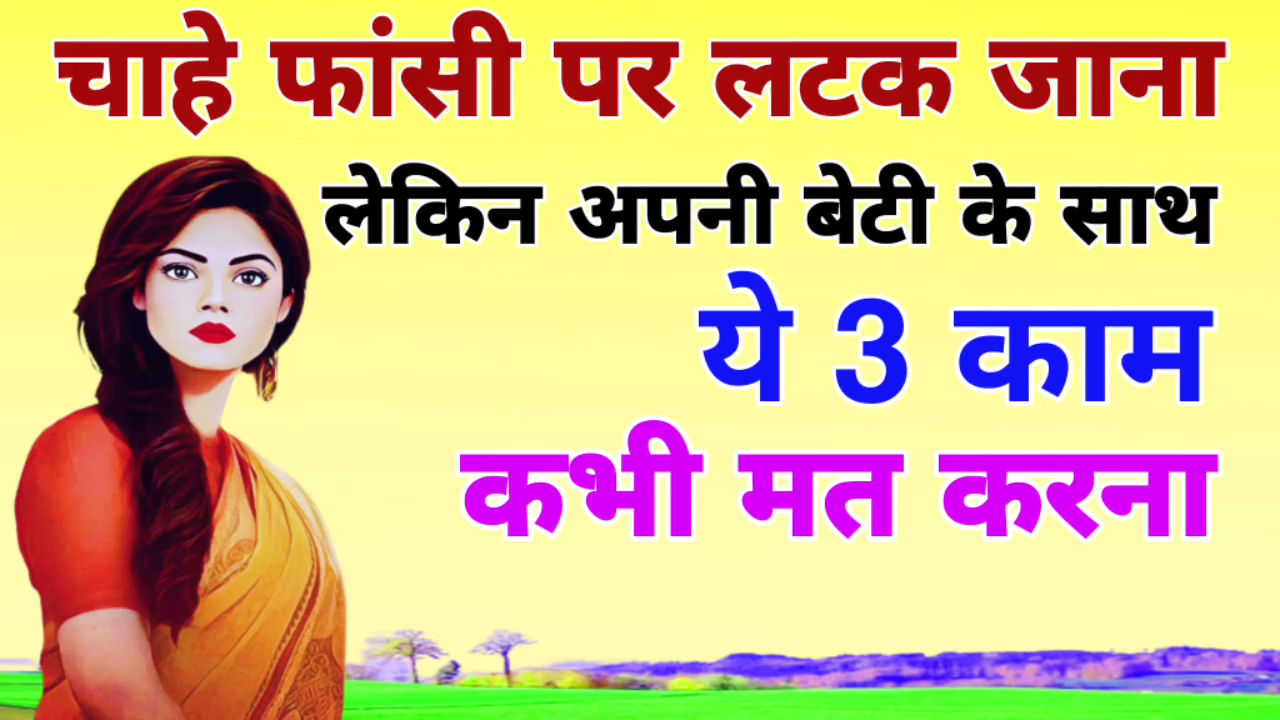 चाहे फांसी पर लटक जाना
लेकिन अपनी बेटी के साथ
ये 3 काम
कभी मत करना